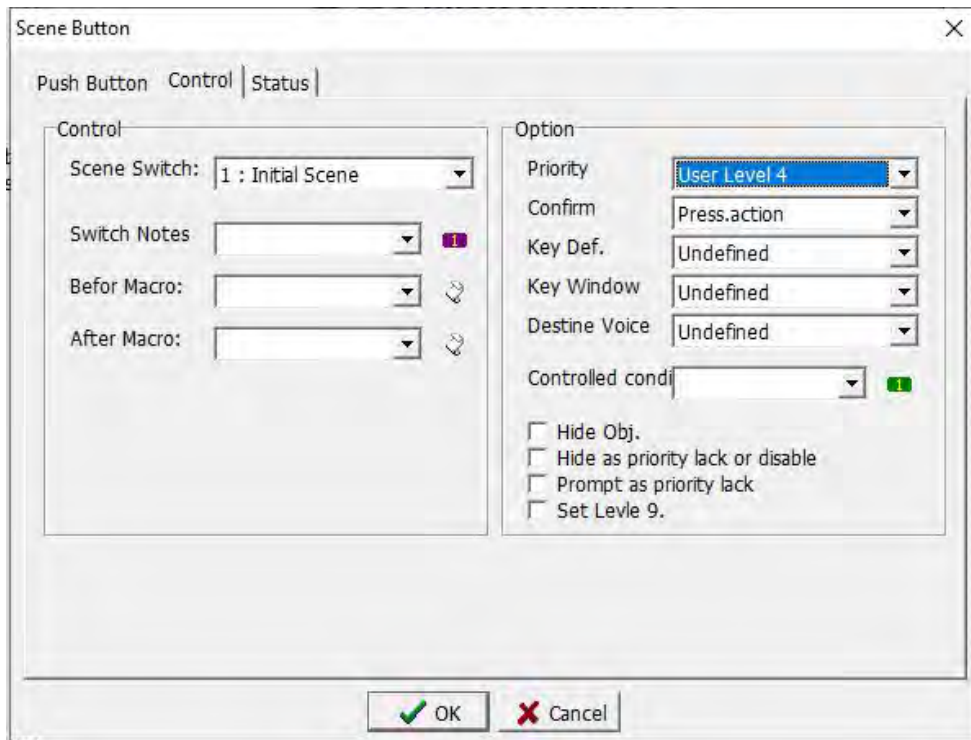 Scene Button
Push Button Control Status
Control
Scene Switch: 1 : Initial Scene
Switch Notes 1
Befor Macro:
After Macro:
Option
Priority User Level 4
Confirm Press.action
Key Def. Undefined
Key Window Undefined
Destine Voice Undefined
Controlled condi 1
Hide Obj.
Hide as priority lack or disable
Prompt as priority lack
Set Levle 9.
OK Cancel